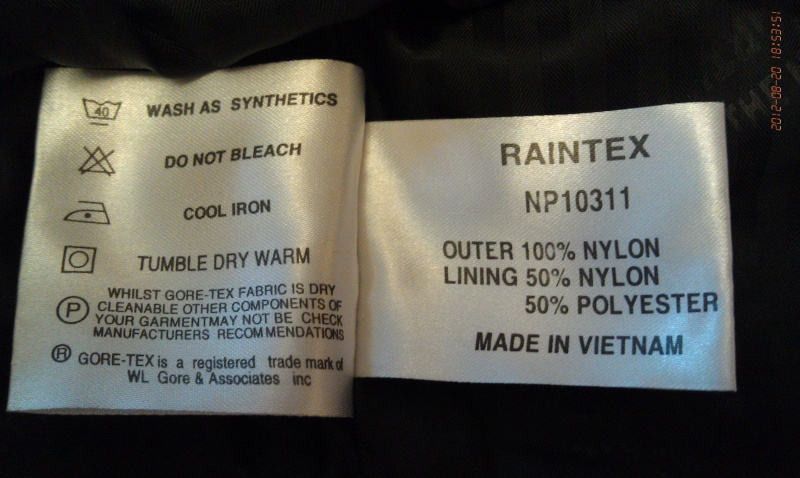 40 WASH AS SYNTHETICS
DO NOT BLEACH
COOL IRON
TUMBLE DRY WARM
P WHILST GORE-TEX FABRIC IS DRY
CLEANABLE OTHER COMPONENTS OF
YOUR GARMENTMAY NOT BE CHECK
MANUFACTURERS RECOMMENDATIONS
® GORE-TEX is a registered trade mark of
WL Gore & Associates inc
RAINTEX
NP10311
OUTER 100% NYLON
LINING 50% NYLON
50% POLYESTER
MADE IN VIETNAM
2012-08-20 18:53:51
THE